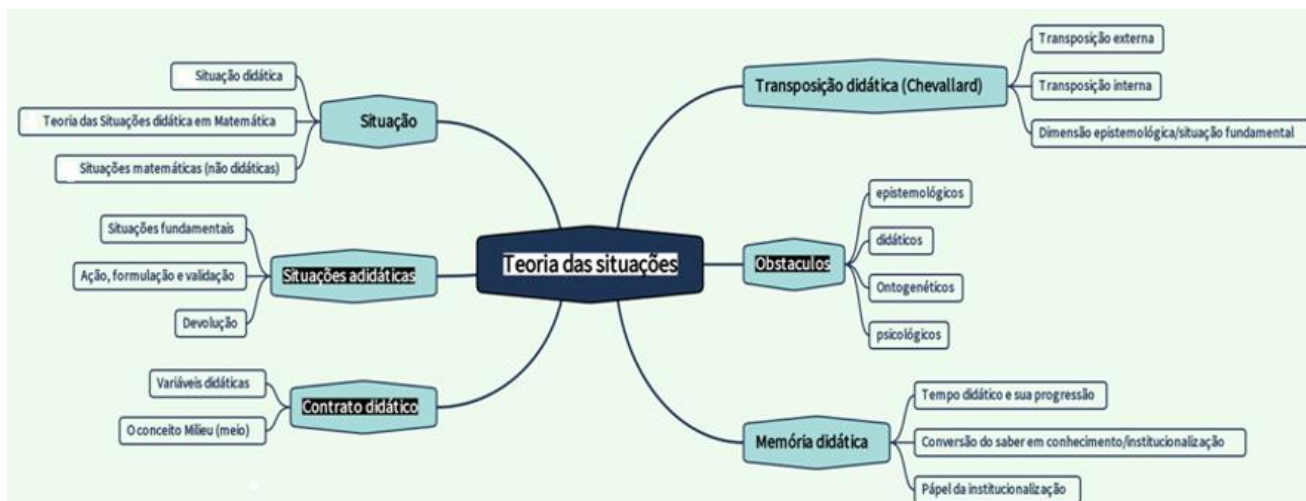 Teoria das situações
Situação
Situação didática
Teoria das Situações didática em Matemática
Situações matemáticas (não didáticas)
Situações adidáticas
Situações fundamentais
Ação, formulação e validação
Devolução
Contrato didático
Variáveis didáticas
O conceito Milieu (meio)
Transposição didática (Chevallard)
Transposição externa
Transposição interna
Dimensão epistemológica/situação fundamental
Obstaculos
epistemológicos
didáticos
Ontogenéticos
psicológicos
Memória didática
Tempo didático e sua progressão
Conversão do saber em conhecimento/institucionalização
Pápel da institucionalização